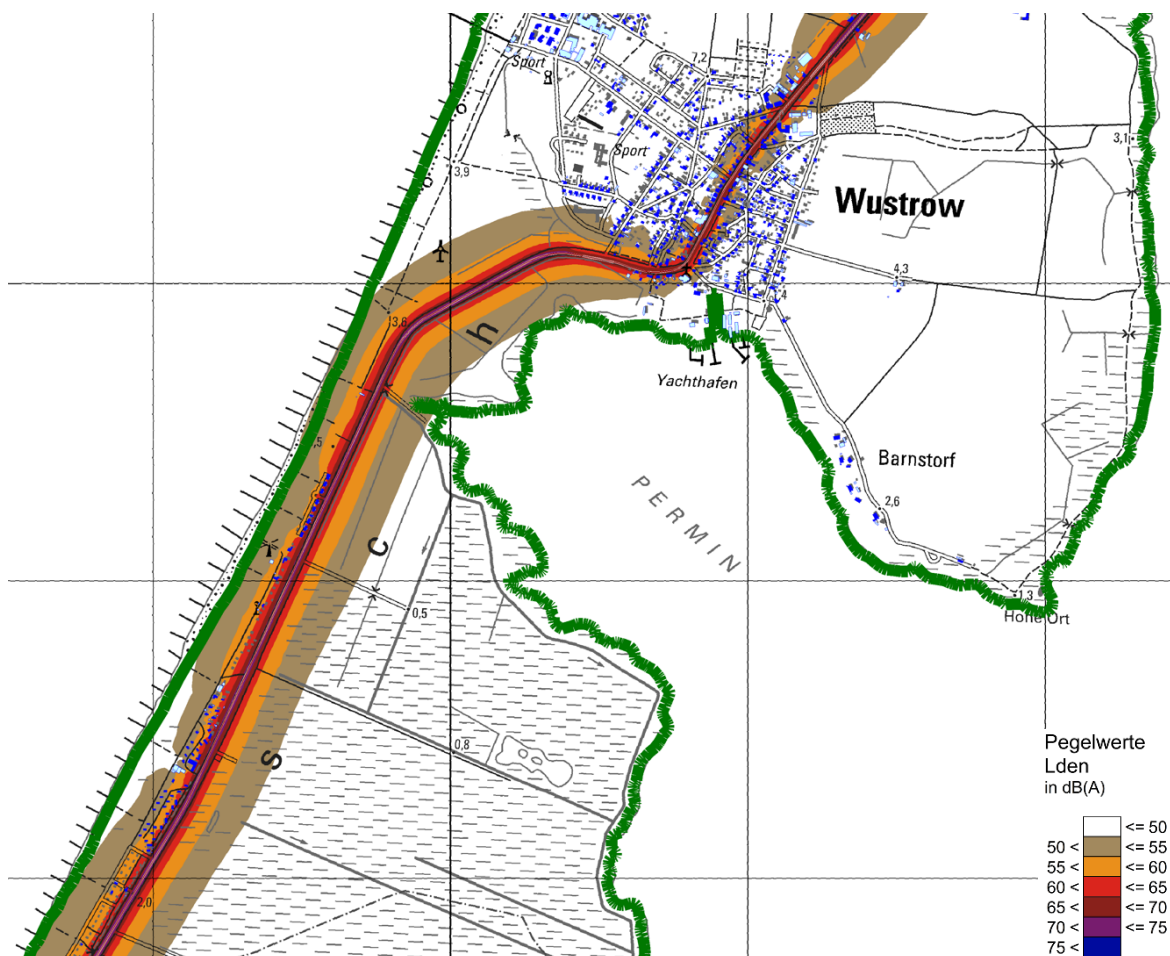 Sport
7,2
3,9
Sport
3,1
Wustrow
4,3
3,8
h
Yachthafen
Barnstorf
2,6
PERMIN
c
0,5
1,3
Hohe Ort
s
0,8
2,0
Pegelwerte
Lden
in dB(A)
<= 50
50 < <= 55
55 < <= 60
60 < <= 65
65 < <= 70
70 < <= 75
75 <